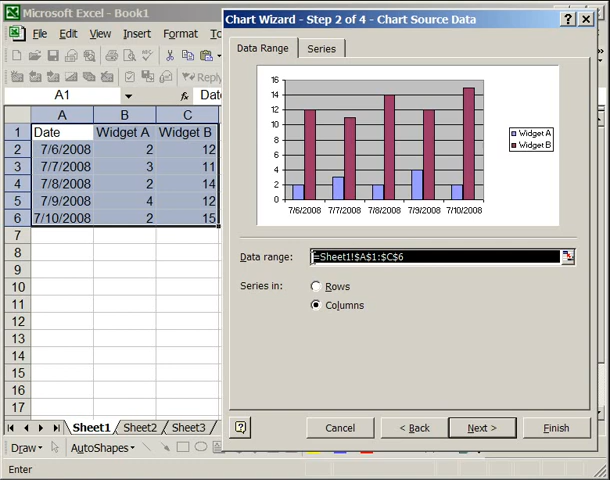 Microsoft Excel - Book1
File Edit View Insert Format
Reply
A1 fx Dat
A B C
1 Date Widget A Widget B
2 7/6/2008 2 12
3 7/7/2008 3 11
4 7/8/2008 2 14
5 7/9/2008 4 12
6 7/10/2008 2 15
7
8
9
10
11
12
13
14
15
16
17
Sheet1 Sheet2 Sheet3
Draw AutoShapes
Enter
Chart Wizard - Step 2 of 4 - Chart Source Data
Data Range Series
16
14
12
10
8
6
4
2
0
7/6/2008 7/7/2008 7/8/2008 7/9/2008 7/10/2008
Widget A
Widget B
Data range: =Sheet1!$A$1:$C$6
Series in: Rows
Columns
Cancel < Back Next > Finish